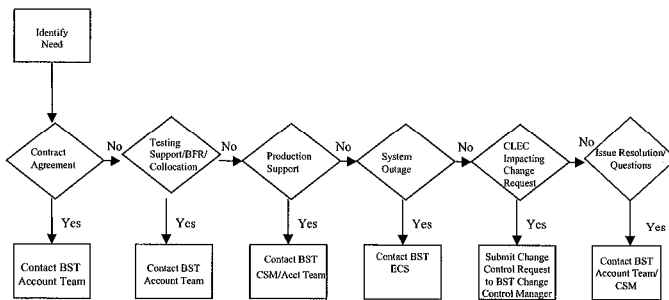 Identify
Need
Contract
Agreement
No
Testing
Support/BFR/
Collocation
No
Production
Support
No
System
Outage
No
CLEC
Impacting
Change
Request
No
Issue Resolution/
Questions
Yes
Yes
Yes
Yes
Yes
Yes
Contact BST
Account Team
Contact BST
Account Team
Contact BST
CSM/Acct Team
Contact BST
ECS
Submit Change
Control Request
to BST Change
Control Manager
Contact BST
Account Team/
CSM